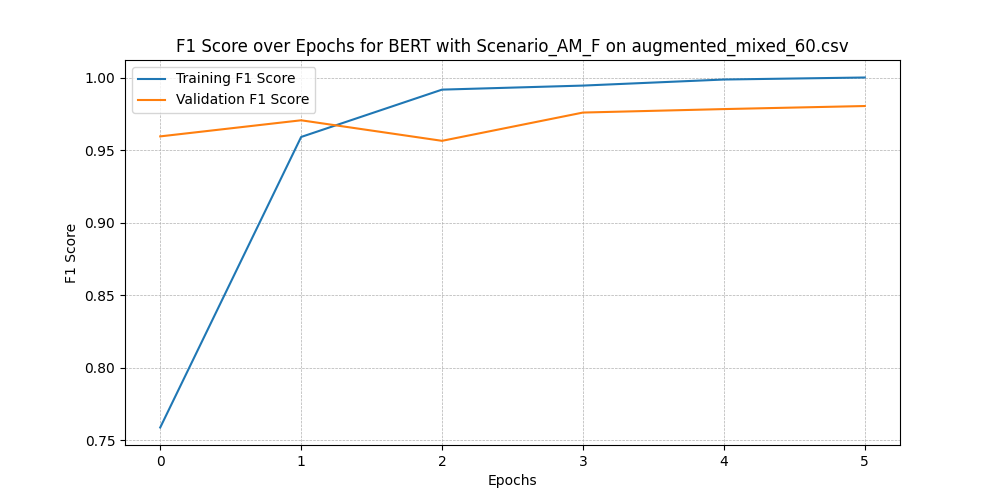 F1 Score over Epochs for BERT with Scenario_AM_F on augmented_mixed_60.csv
Training F1 Score
Validation F1 Score
F1 Score
1.00
0.95
0.90
0.85
0.80
0.75
0 1 2 3 4 5
Epochs